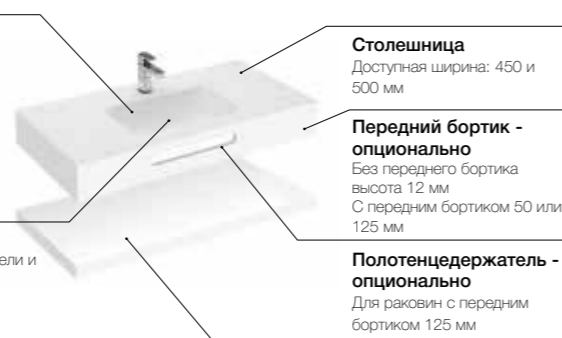 Столешница
Доступная ширина: 450 и
500 мм
Передний бортик -
опционально
Без переднего бортика
высота 12 мм
С передним бортиком 50 или
125 мм
ели и
Полотенцедержатель -
опционально
Для раковин с передним
бортиком 125 мм